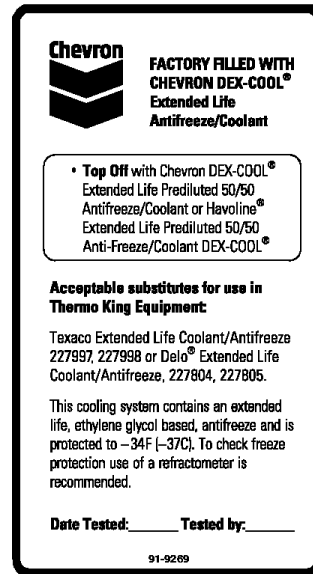 Chevron
FACTORY FILLED WITH
CHEVRON DEX-COOL®
Extended Life
Antifreeze/Coolant
• Top Off with Chevron DEX-COOL®
Extended Life Prediluted 50/50
Antifreeze/Coolant or Havoline®
Extended Life Prediluted 50/50
Anti-Freeze/Coolant DEX-COOL®
Acceptable substitutes for use in
Thermo King Equipment:
Texaco Extended Life Coolant/Antifreeze
227997, 227998 or Delo® Extended Life
Coolant/Antifreeze, 227804, 227805.
This cooling system contains an extended
life, ethylene glycol based, antifreeze and is
protected to –34F (–37C). To check freeze
protection use of a refractometer is
recommended.
Date Tested:______ Tested by:______
91-9269